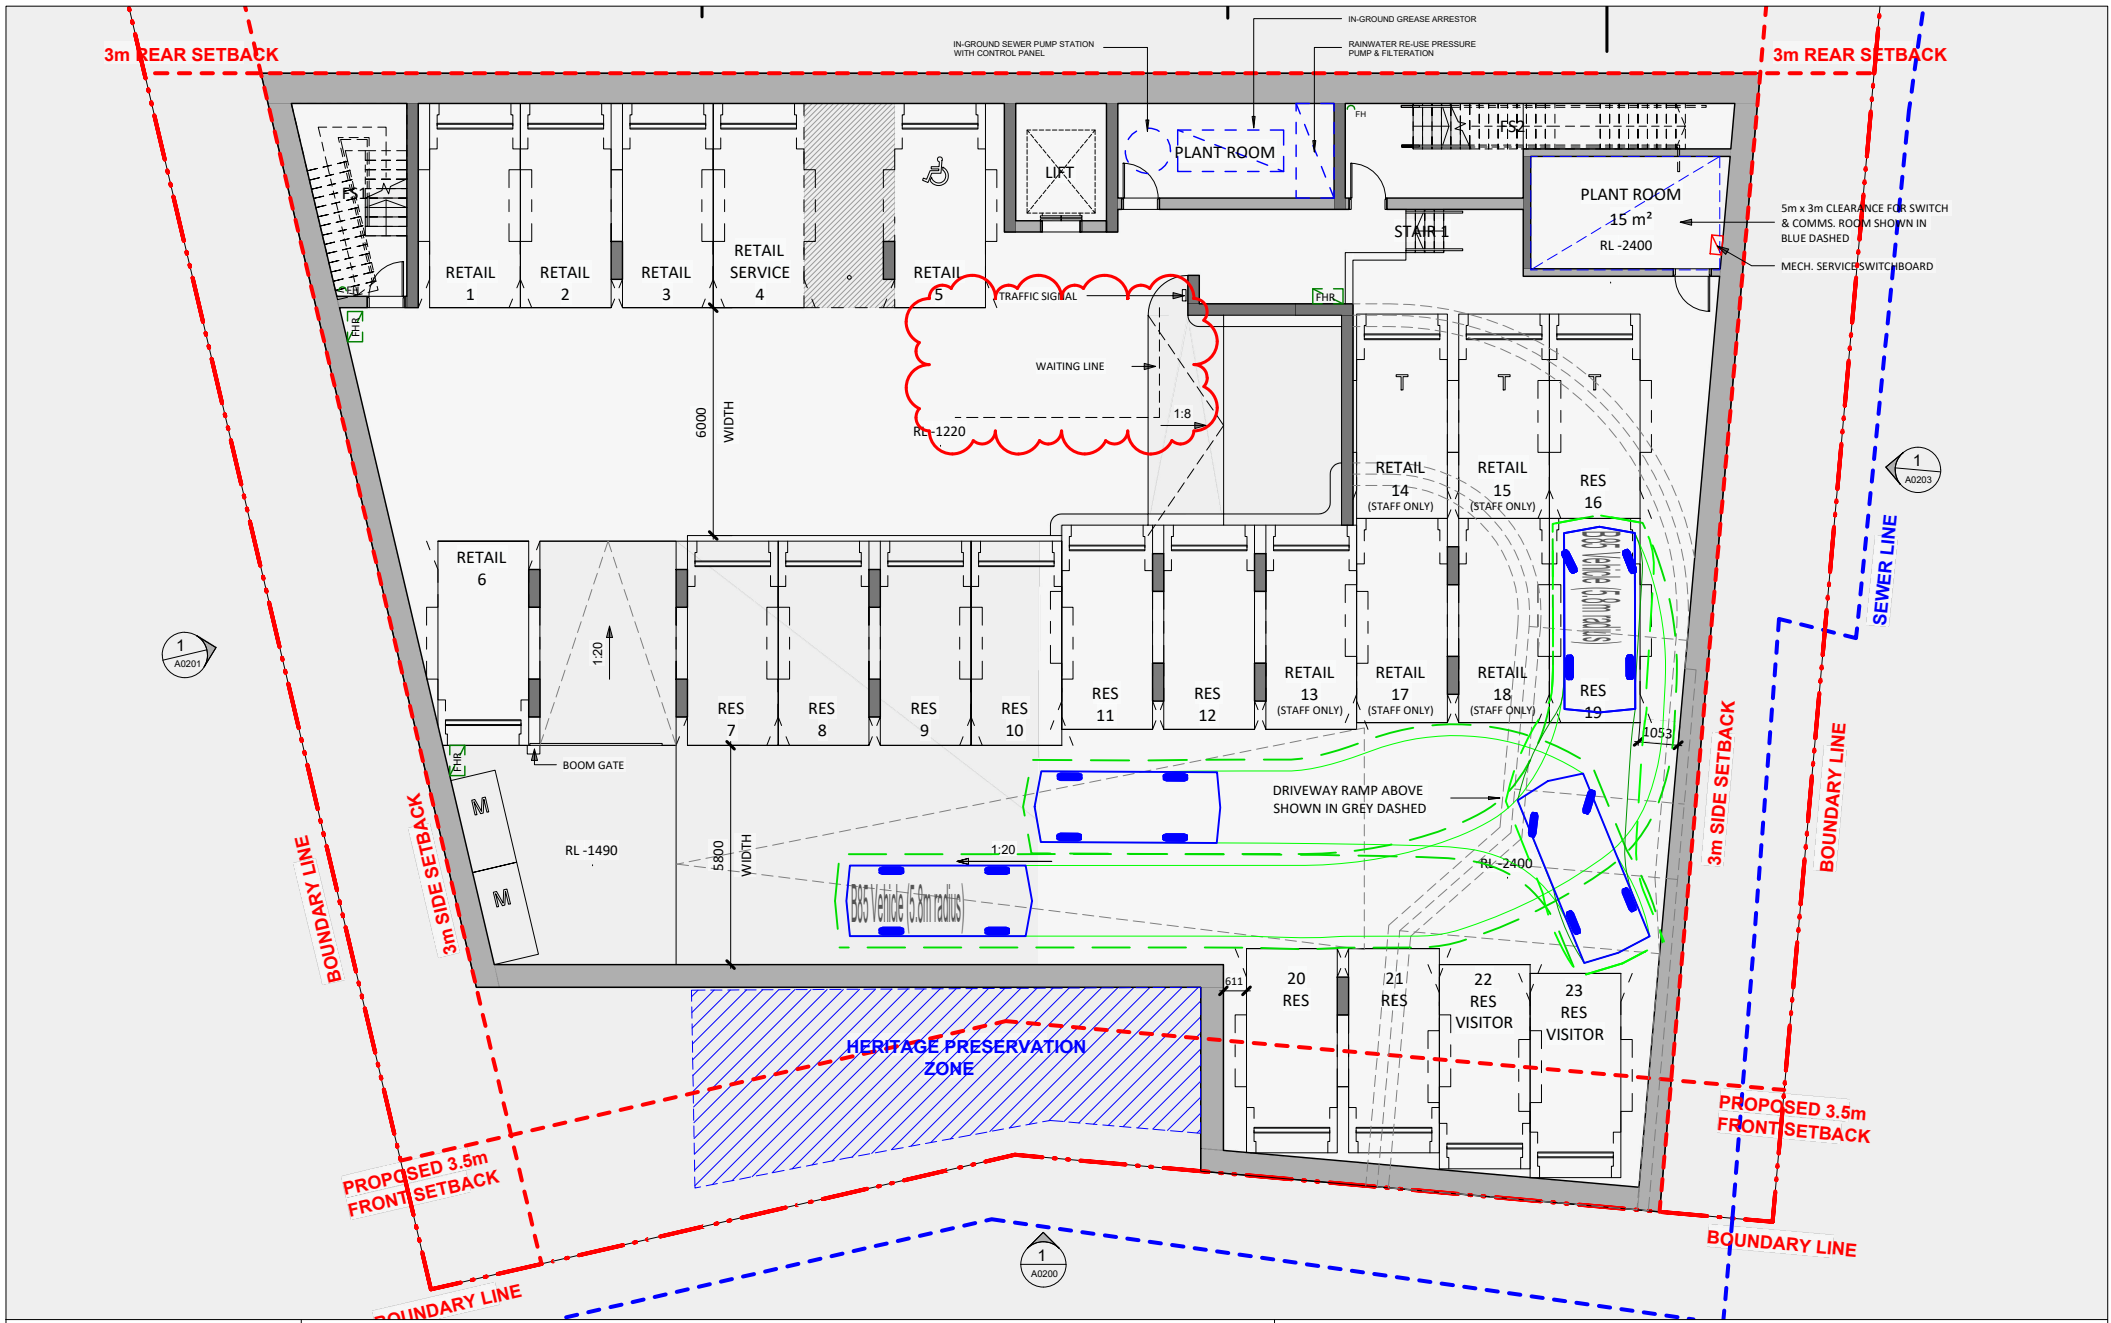 IN-GROUND GREASE ARRESTOR
IN-GROUND SEWER PUMP STATION
WITH CONTROL PANEL
RAINWATER RE-USE PRESSURE
PUMP & FILTERATION
3m REAR SETBACK
3m REAR SETBACK
FH
FS2
PLANT ROOM
LIFT
FS1
PLANT ROOM
15 m²
RL -2400
5m x 3m CLEARANCE FOR SWITCH
& COMMS. ROOM SHOWN IN
BLUE DASHED
MECH. SERVICE SWITCHBOARD
STAIR 1
RETAIL
1
RETAIL
2
RETAIL
3
RETAIL
SERVICE
4
RETAIL
5
FH
FHR
TRAFFIC SIGNAL
FHR
WAITING LINE
1:8
RL -1220
6000
WIDTH
T
T
T
RETAIL
14
(STAFF ONLY)
RETAIL
15
(STAFF ONLY)
RES
16
1
A0203
SEWER LINE
RETAIL
6
1:20
1
A0201
RES
7
RES
8
RES
9
RES
10
RES
11
RES
12
RETAIL
13
(STAFF ONLY)
RETAIL
17
(STAFF ONLY)
RETAIL
18
(STAFF ONLY)
B85 Vehicle (5.8m radius)
RES
19
1053
FHR
BOOM GATE
M
M
RL -1490
5800
WIDTH
1:20
DRIVEWAY RAMP ABOVE
SHOWN IN GREY DASHED
RL -2400
B85 Vehicle (5.8m radius)
BOUNDARY LINE
3m SIDE SETBACK
3m SIDE SETBACK
BOUNDARY LINE
611
20
RES
21
RES
22
RES
VISITOR
23
RES
VISITOR
HERITAGE PRESERVATION
ZONE
PROPOSED 3.5m
FRONT SETBACK
PROPOSED 3.5m
FRONT SETBACK
1
A0200
BOUNDARY LINE
BOUNDARY LINE